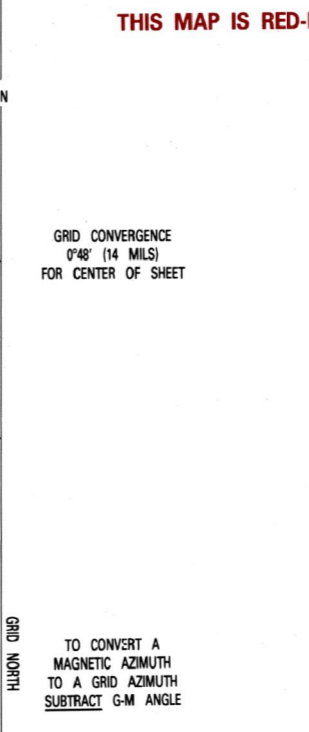 THIS MAP IS RED-
N
GRID CONVERGENCE
0°48' (14 MILS)
FOR CENTER OF SHEET
GRID NORTH
TO CONVERT A
MAGNETIC AZIMUTH
TO A GRID AZIMUTH
SUBTRACT G-M ANGLE